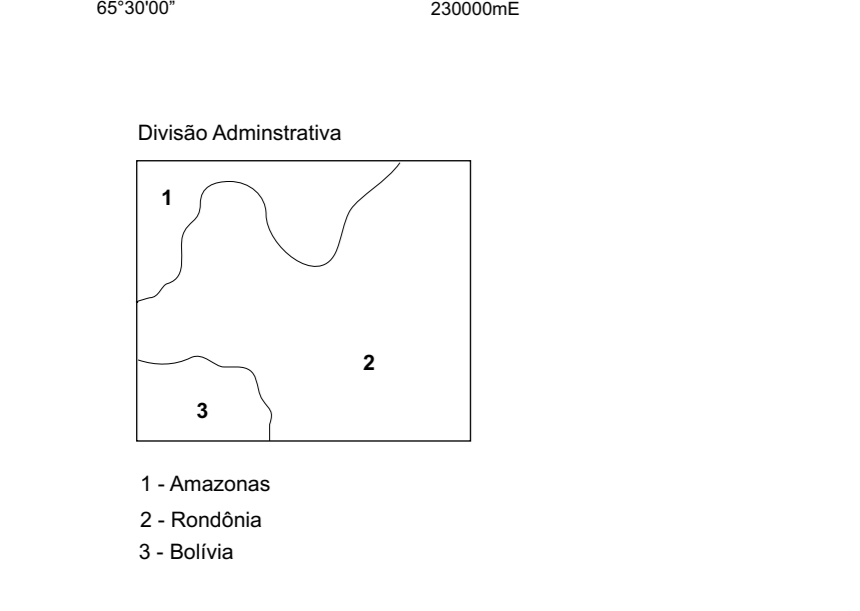 65°30'00” 230000mE
Divisão Adminstrativa
1
2
3
1 - Amazonas
2 - Rondônia
3 - Bolívia